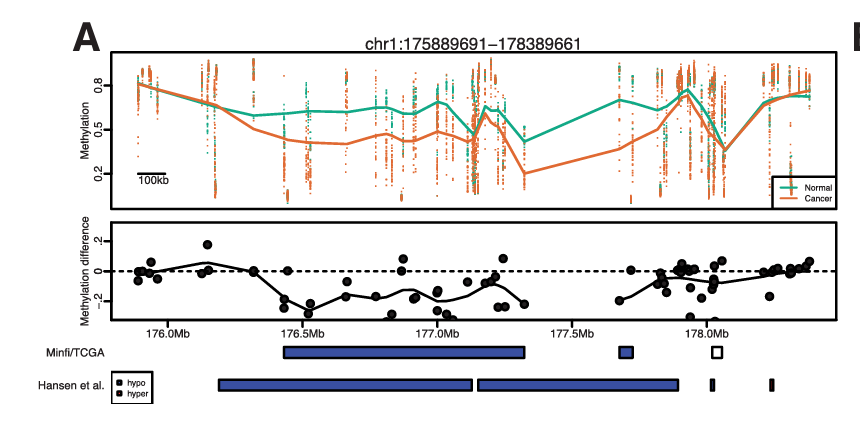 A
chr1:175889691−178389661
Methylation
0.8
0.5
0.2
100kb
Normal
Cancer
Methylation difference
.2
0
−.2
176.0Mb 176.5Mb 177.0Mb 177.5Mb 178.0Mb
Minfi/TCGA
Hansen et al.
hypo
hyper